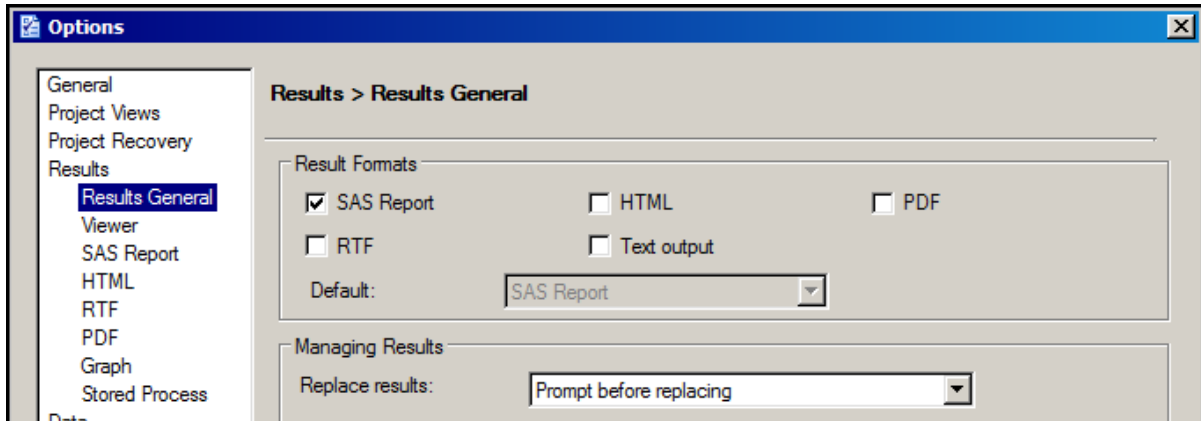 Options
General
Project Views
Project Recovery
Results
Results General
Viewer
SAS Report
HTML
RTF
PDF
Graph
Stored Process
Data
Results > Results General
Result Formats
SAS Report HTML PDF
RTF Text output
Default: SAS Report
Managing Results
Replace results: Prompt before replacing